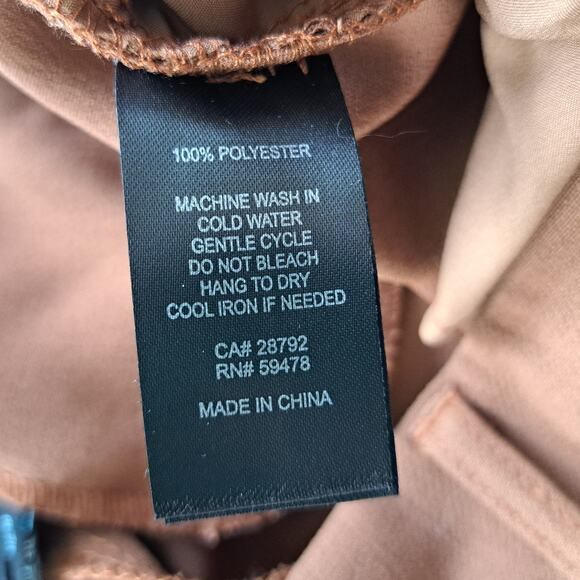 100% POLYESTER
MACHINE WASH IN
COLD WATER
GENTLE CYCLE
DO NOT BLEACH
HANG TO DRY
COOL IRON IF NEEDED
CA# 28792
RN# 59478
MADE IN CHINA